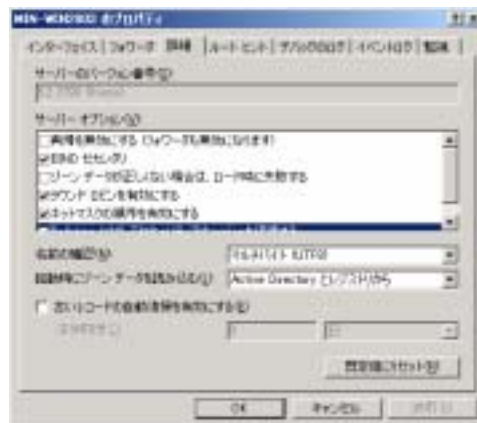 WIN-WIN2003 のプロパティ
インターフェイス フォワーダ 詳細 ルート ヒント デバッグのログ イベントログ 監視
サーバーのバージョン番号(V):
サーバー オプション(V):
再帰を無効にする (フォワーダも無効になります)
BIND セカンダリ
ゾーン データが正しくない場合は、ロード時に失敗する
ラウンド ロビンを有効にする
ネットマスクの順序を有効にする
名前の確認(N):
マルチバイト (UTF8)
起動時にゾーン データを読み込む(L):
Active Directory とレジストリから
古いレコードの自動清掃を有効にする(E)
既定値にリセット(R)
OK
キャンセル